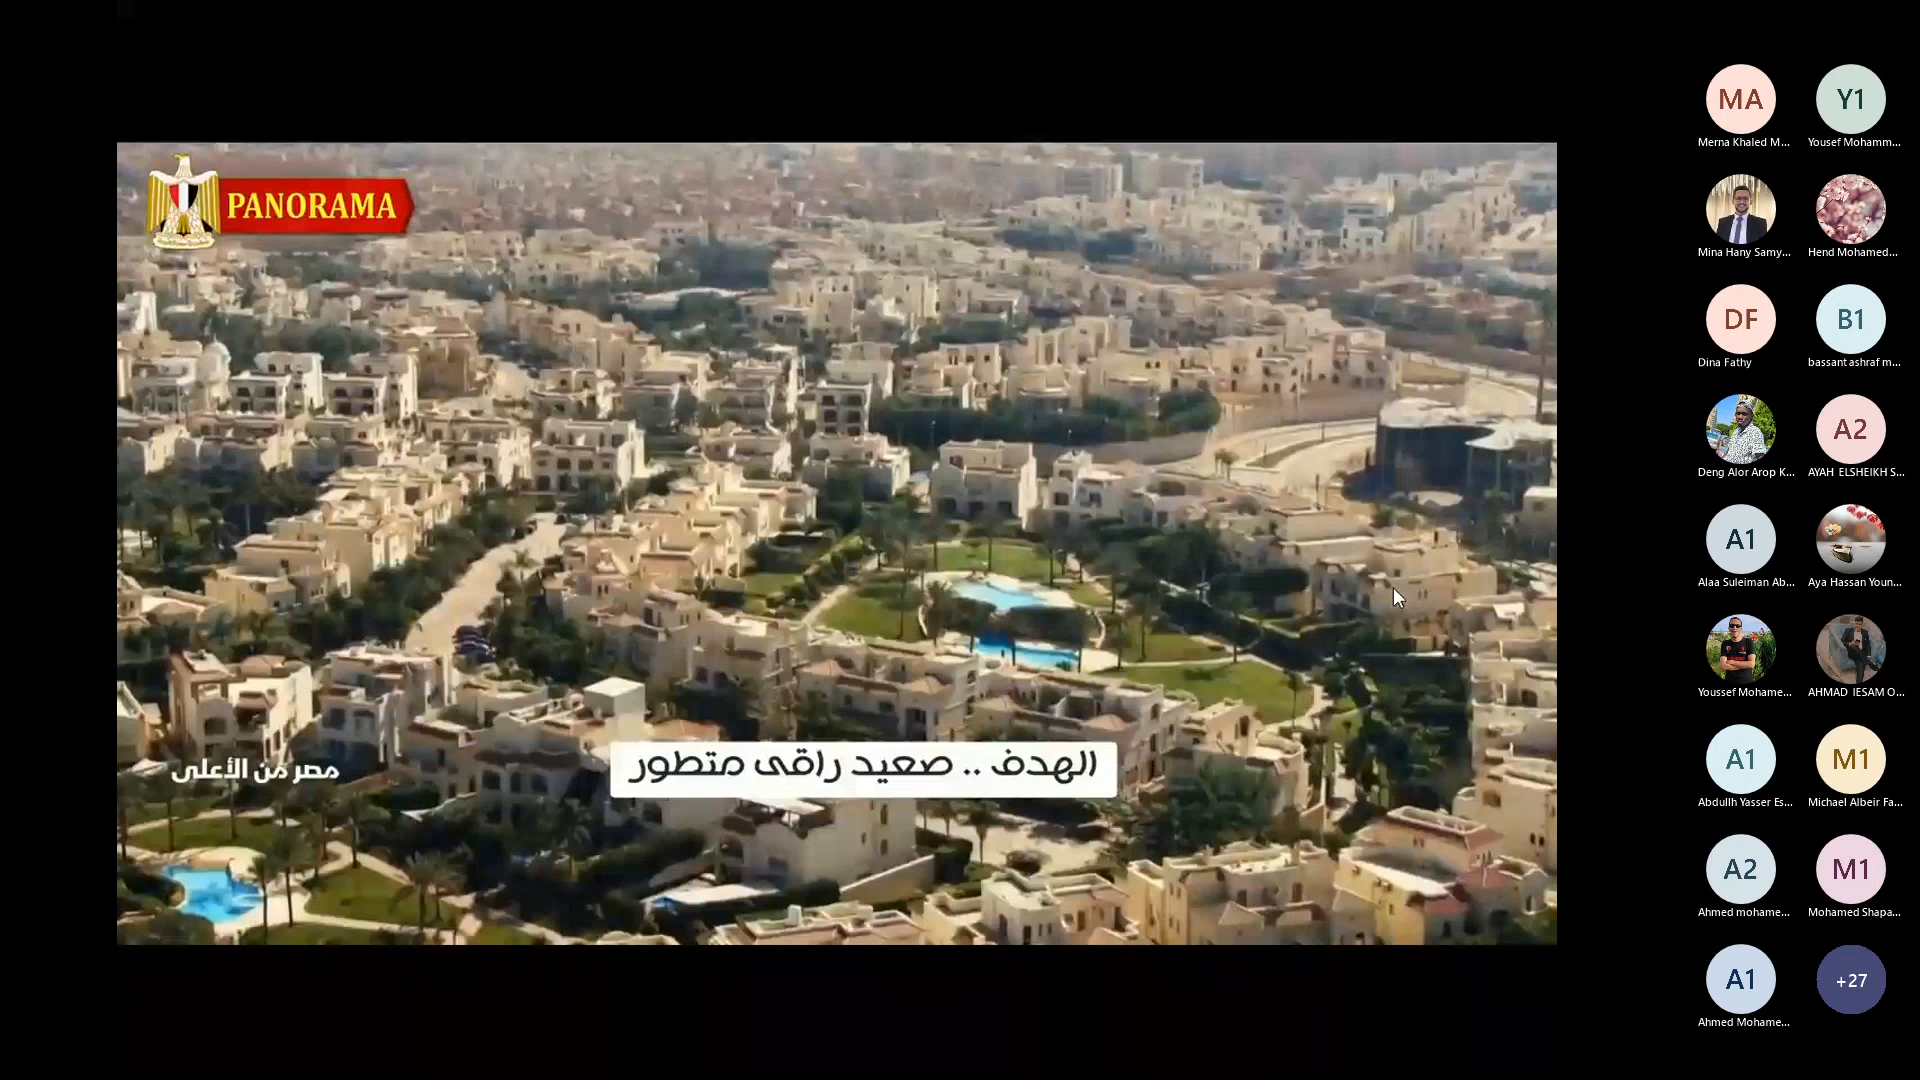 PANORAMA
مصر من الأعلى
الهدف .. صعيد راقى متطور
MA
Merna Khaled M...
Y1
Yousef Mohamm...
Mina Hany Samy...
Hend Mohamed...
DF
Dina Fathy
B1
bassant ashraf m...
Deng Alor Arop K...
A2
AYAH ELSHEIKH S...
A1
Alaa Suleiman Ab...
Aya Hassan Youn...
Youssef Mohame...
AHMAD IESAM O...
A1
Abdullh Yasser Es...
M1
Michael Albeir Fa...
A2
Ahmed mohame...
M1
Mohamed Shapa...
A1
Ahmed Mohame...
+27